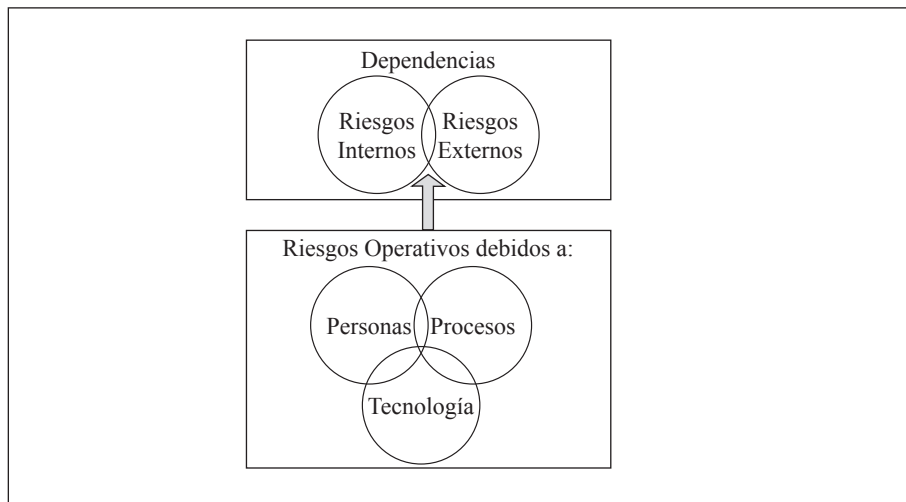 Dependencias
Riesgos
Internos
Riesgos
Externos
Riesgos Operativos debidos a:
Personas
Procesos
Tecnología